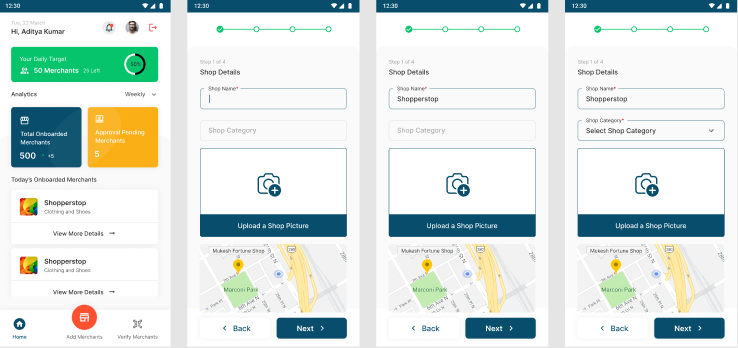 12:30
Tue, 22 March
Hi, Aditya Kumar
Your Daily Target
50 Merchants 25 Left
50%
Analytics
Weekly
Total Onboarded
Merchants
500 +5
Approval Pending
Merchants
5
Today's Onboarded Merchants
Shopperstop
Clothing and Shoes
View More Details →
Shopperstop
Clothing and Shoes
View More Details →
Home
Add Merchants
Verify Merchants
12:30
Step 1 of 4
Shop Details
Shop Name*
Shop Category
Upload a Shop Picture
Mukesh Fortune Shop
Marconi Park
Back
Next
12:30
Step 1 of 4
Shop Details
Shop Name*
Shopperstop
Shop Category
Upload a Shop Picture
Mukesh Fortune Shop
Marconi Park
Back
Next
12:30
Step 1 of 4
Shop Details
Shop Name*
Shopperstop
Shop Category*
Select Shop Category
Upload a Shop Picture
Mukesh Fortune Shop
Marconi Park
Back
Next